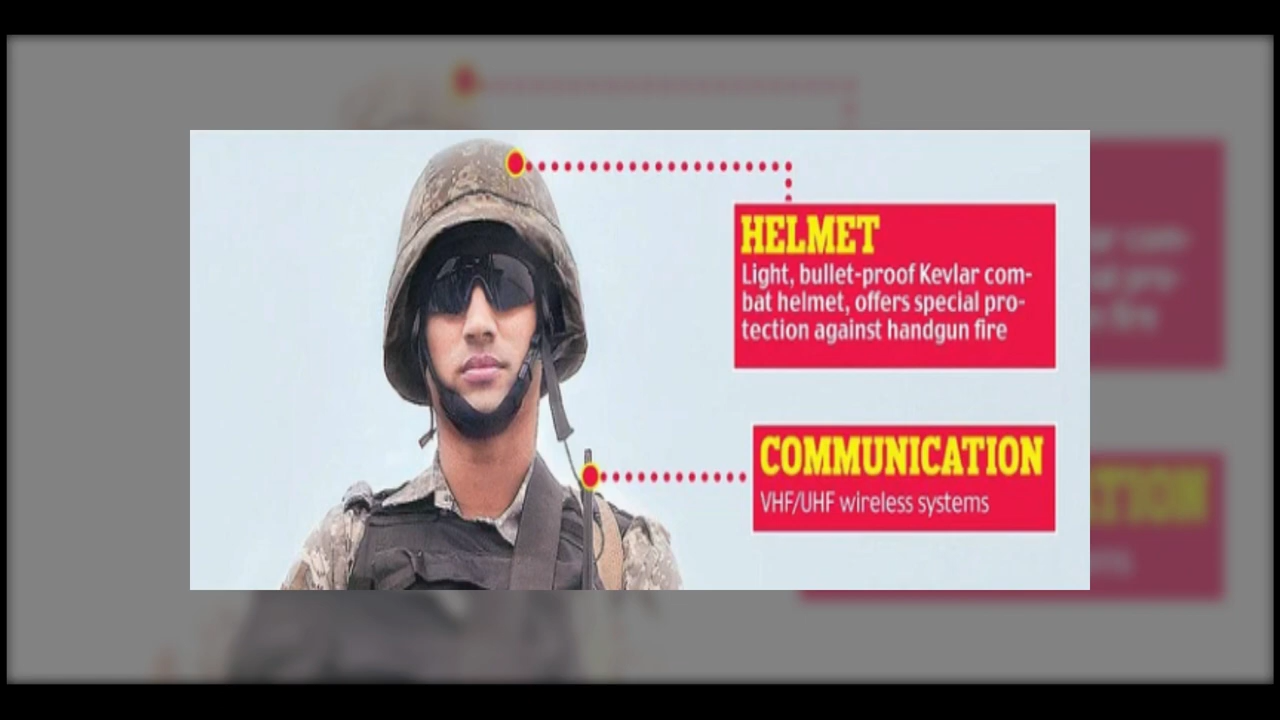 HELMET
Light, bullet-proof Kevlar com-
bat helmet, offers special pro-
tection against handgun fire
COMMUNICATION
VHF/UHF wireless systems